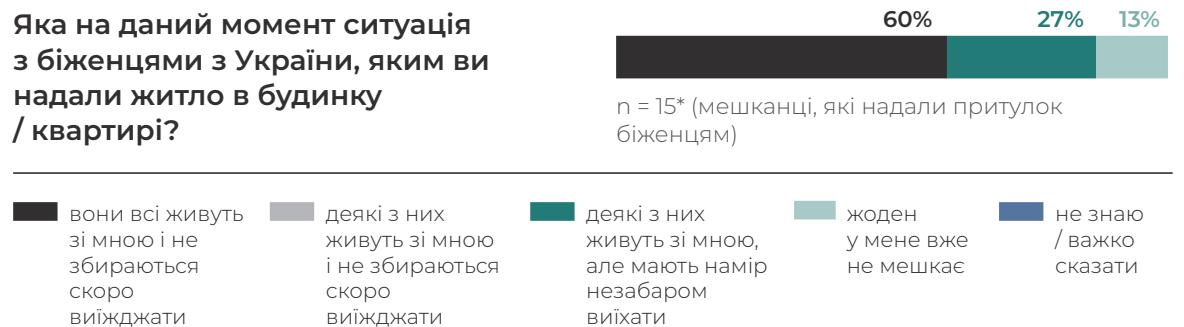 Яка на даний момент ситуація
з біженцями з України, яким ви
надали житло в будинку
/ квартирі?
60% 27% 13%
n = 15* (мешканці, які надали притулок
біженцям)
вони всі живуть
зі мною і не
збираються
скоро
виїжджати
деякі з них
живуть зі мною
і не збираються
скоро
виїжджати
деякі з них
живуть зі мною,
але мають намір
незабаром
виїхати
жоден
у мене вже
не мешкає
не знаю
/ важко
сказати